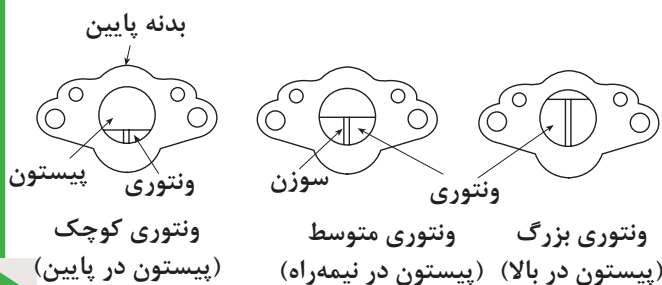 بدنه پایین
پیستون
ونتوری
سوزن
ونتوری
ونتوری کوچک
(پیستون در پایین)
ونتوری متوسط
(پیستون در نیمه‌راه)
ونتوری بزرگ
(پیستون در بالا)